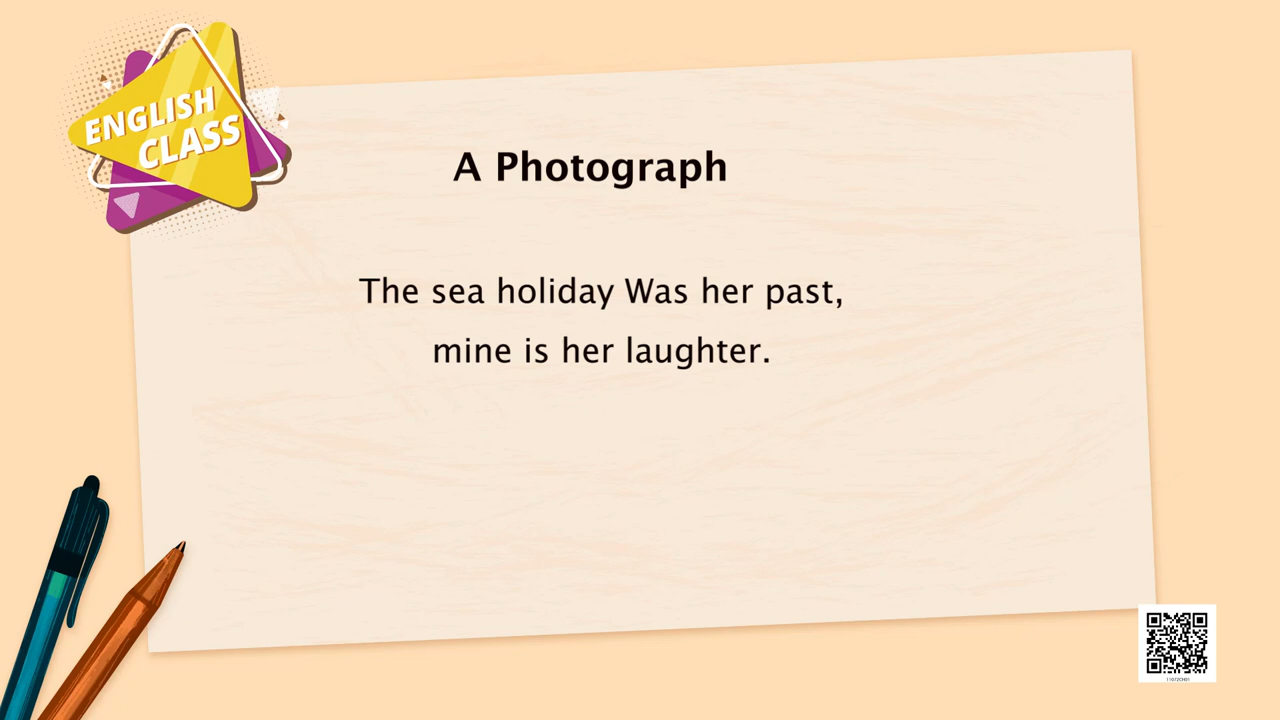 ENGLISH
CLASS
A Photograph
The sea holiday Was her past,
mine is her laughter.